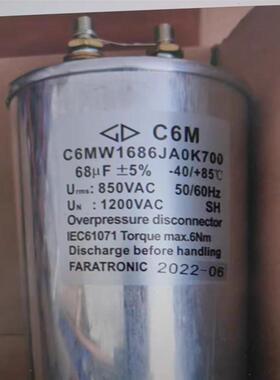 C6M
C6MW1686JA0K700
68μF ±5% -40/+85℃
Urms: 850VAC 50/60Hz
UN : 1200VAC SH
Overpressure disconnector
IEC61071 Torque max.6Nm
Discharge before handling
FARATRONIC 2022-06